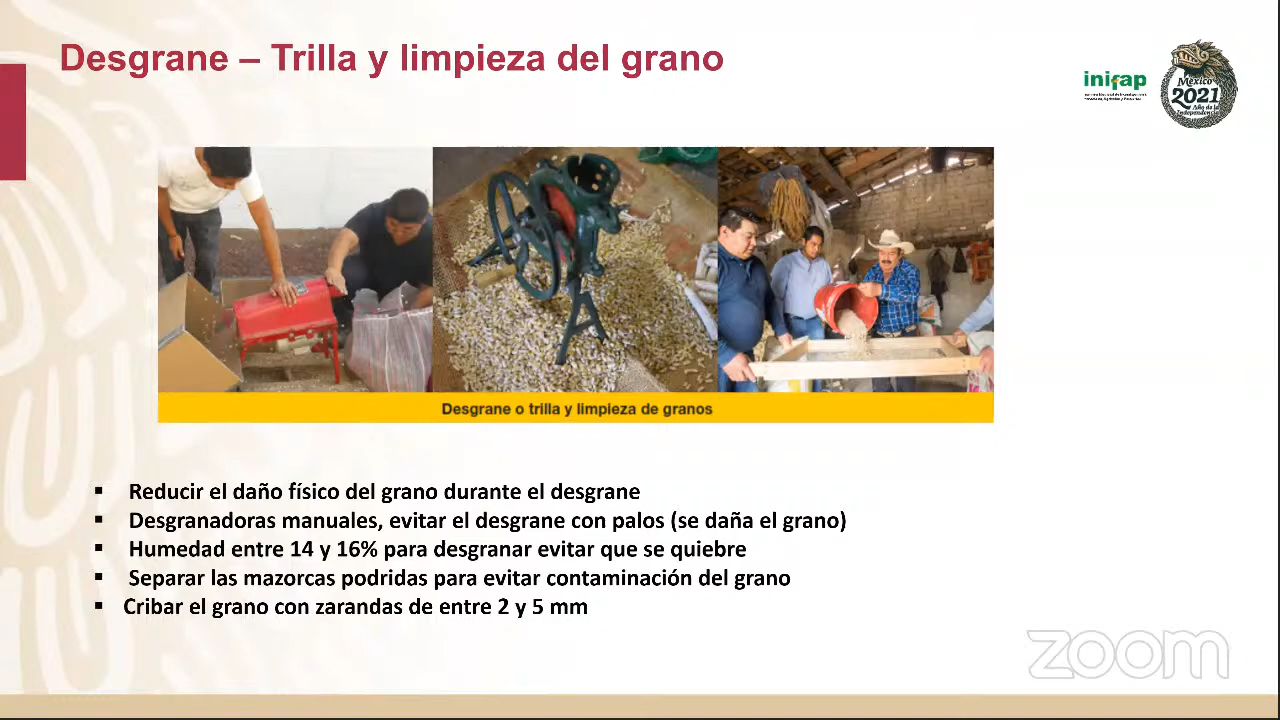 Desgrane – Trilla y limpieza del grano
inifap
México
2021
Año de la
Independencia
Desgrane o trilla y limpieza de granos
▪ Reducir el daño físico del grano durante el desgrane
▪ Desgranadoras manuales, evitar el desgrane con palos (se daña el grano)
▪ Humedad entre 14 y 16% para desgranar evitar que se quiebre
▪ Separar las mazorcas podridas para evitar contaminación del grano
▪ Cribar el grano con zarandas de entre 2 y 5 mm
zoom